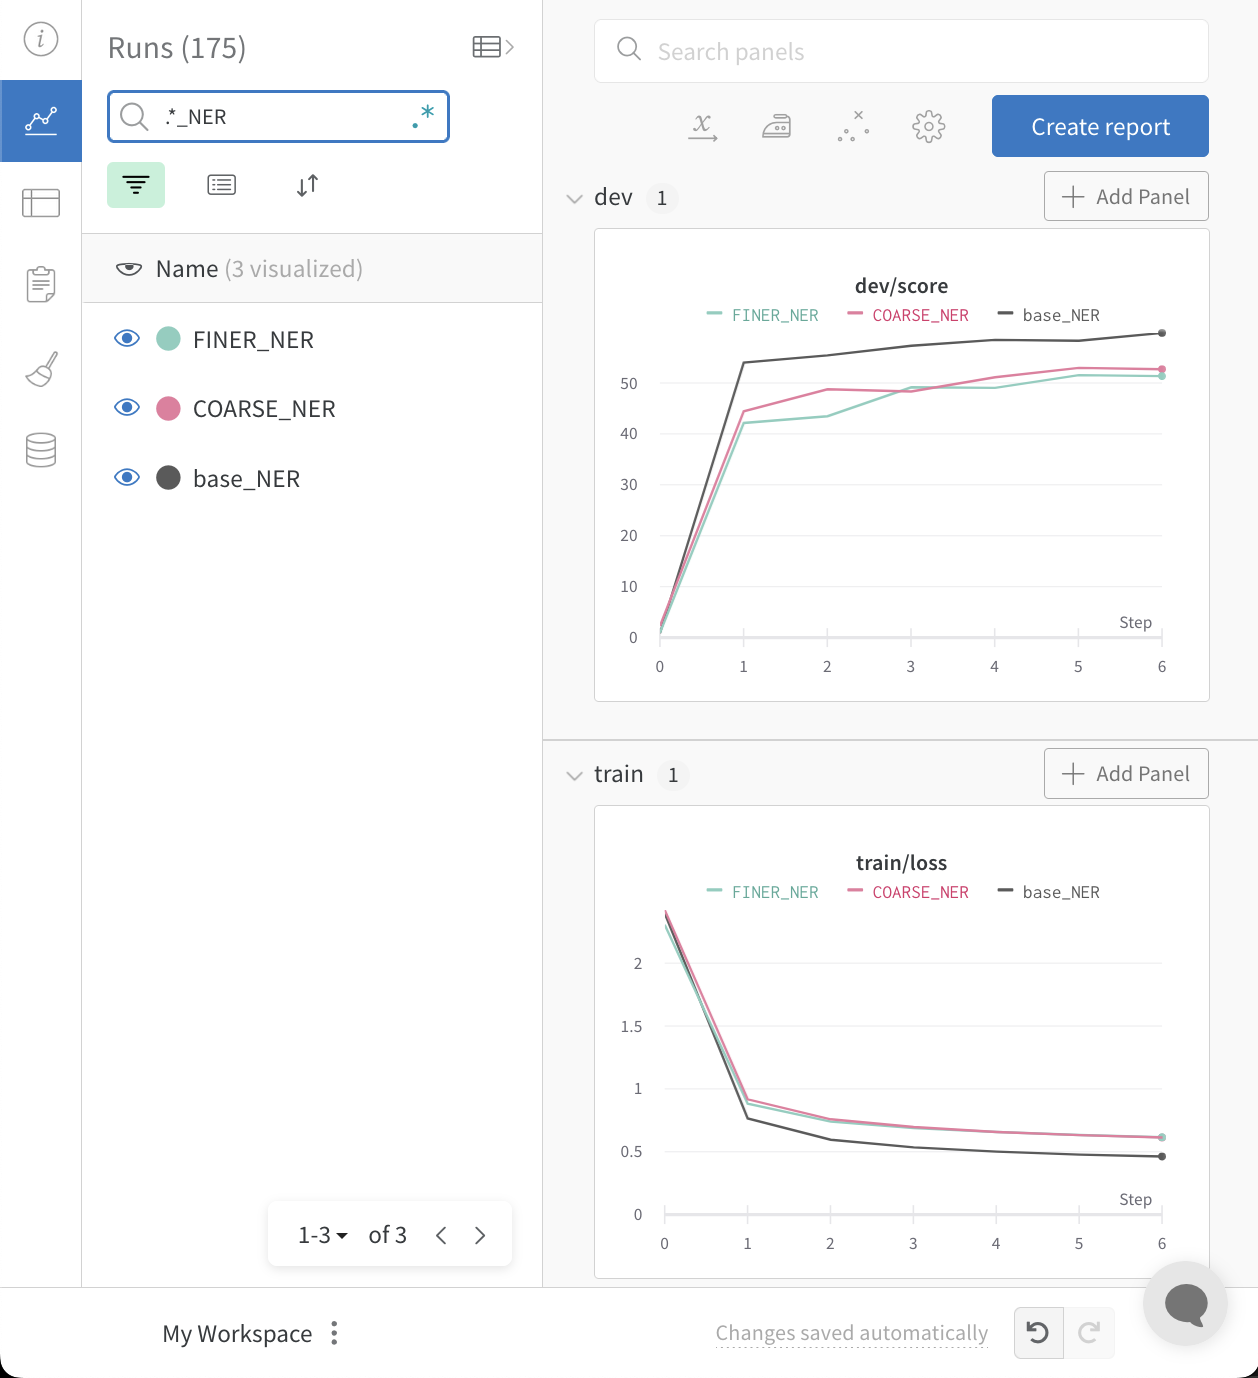 Runs (175)
.*_NER
.*
Name (3 visualized)
FINER_NER
COARSE_NER
base_NER
1-3 of 3
Search panels
Create report
dev 1
Add Panel
dev/score
FINER_NER COARSE_NER base_NER
50
40
30
20
10
0
Step
0 1 2 3 4 5 6
train 1
Add Panel
train/loss
FINER_NER COARSE_NER base_NER
2
1.5
1
0.5
0
Step
0 1 2 3 4 5 6
My Workspace
Changes saved automatically